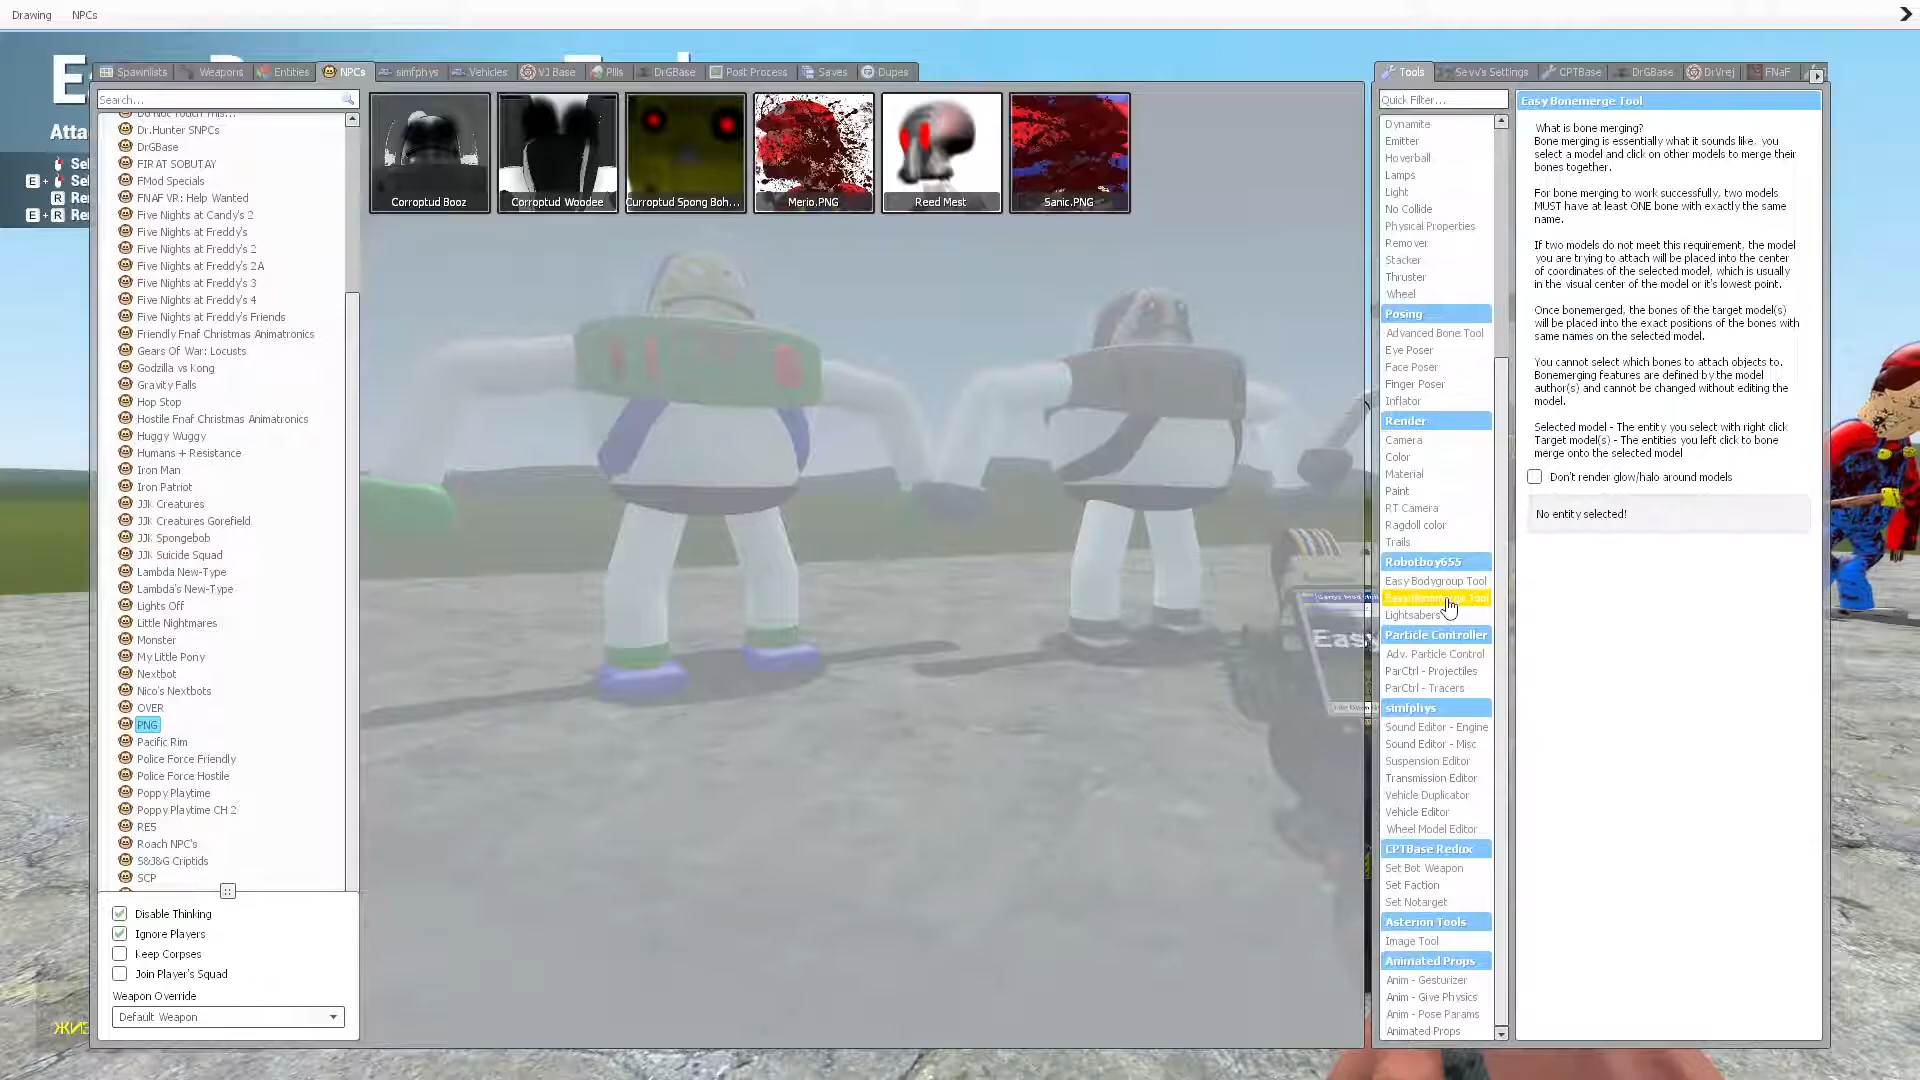 Drawing NPCs
Spawnlists Weapons Entities NPCs simfphys Vehicles VJ Base Pills DrGBase Post Process Saves Dupes
Search...
Do Not Touch This...
Dr.Hunter SNPCs
DrGBase
FIRAT SOBUTAY
FMod Specials
FNAF VR: Help Wanted
Five Nights at Candy's 2
Five Nights at Freddy's
Five Nights at Freddy's 2
Five Nights at Freddy's 2A
Five Nights at Freddy's 3
Five Nights at Freddy's 4
Five Nights at Freddy's Friends
Friendly Fnaf Christmas Animatronics
Gears Of War: Locusts
Godzilla vs Kong
Gravity Falls
Hop Stop
Hostile Fnaf Christmas Animatronics
Huggy Wuggy
Humans + Resistance
Iron Man
Iron Patriot
JJK Creatures
JJK Creatures Gorefield
JJK Spongebob
JJK Suicide Squad
Lambda New-Type
Lambda's New-Type
Lights Off
Little Nightmares
Monster
My Little Pony
Nextbot
Nico's Nextbots
OVER
PNG
Pacific Rim
Police Force Friendly
Police Force Hostile
Poppy Playtime
Poppy Playtime CH 2
RE5
Roach NPC's
S&J&G Criptids
SCP
Disable Thinking
Ignore Players
Keep Corpses
Join Player's Squad
Weapon Override
Default Weapon
Corroptud Booz
Corroptud Woodee
Curroptud Spong Boh...
Merio.PNG
Reed Mest
Sanic.PNG
Tools Sevv's Settings CPTBase DrGBase DrVrej FNaF
Quick Filter...
Dynamite
Emitter
Hoverball
Lamps
Light
No Collide
Physical Properties
Remover
Stacker
Thruster
Wheel
Posing
Advanced Bone Tool
Eye Poser
Face Poser
Finger Poser
Inflator
Render
Camera
Color
Material
Paint
RT Camera
Ragdoll color
Trails
Robotboy655
Easy Bodygroup Tool
Easy Bonemerge Tool
Lightsabers
Particle Controller
Adv. Particle Control
ParCtrl - Projectiles
ParCtrl - Tracers
simfphys
Sound Editor - Engine
Sound Editor - Misc
Suspension Editor
Transmission Editor
Vehicle Duplicator
Vehicle Editor
Wheel Model Editor
CPTBase Redux
Set Bot Weapon
Set Faction
Set Notarget
Asterion Tools
Image Tool
Animated Props
Anim - Gesturizer
Anim - Give Physics
Anim - Pose Params
Animated Props
Easy Bonemerge Tool
What is bone merging?
Bone merging is essentially what it sounds like, you
select a model and click on other models to merge their
bones together.
For bone merging to work successfully, two models
MUST have at least ONE bone with exactly the same
name.
If two models do not meet this requirement, the model
you are trying to attach will be placed into the center
of coordinates of the selected model, which is usually
in the visual center of the model or it's lowest point.
Once bonemerged, the bones of the target model(s)
will be placed into the exact positions of the bones with
same names on the selected model.
You cannot select which bones to attach objects to.
Bonemerging features are defined by the model
author(s) and cannot be changed without editing the
model.
Selected model - The entity you select with right click
Target model(s) - The entities you left click to bone
merge onto the selected model
Don't render glow/halo around models
No entity selected!
Atta
Sel
E + Sel
R Re
E + R Re
Easy